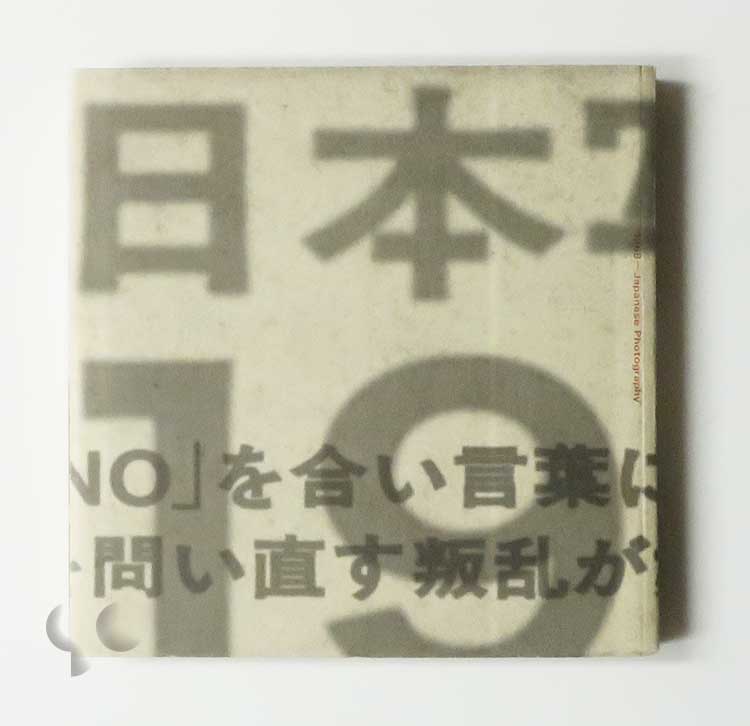 日本
1968—Japanese Photography
19
NO」を合い言葉に
問い直す叛乱が